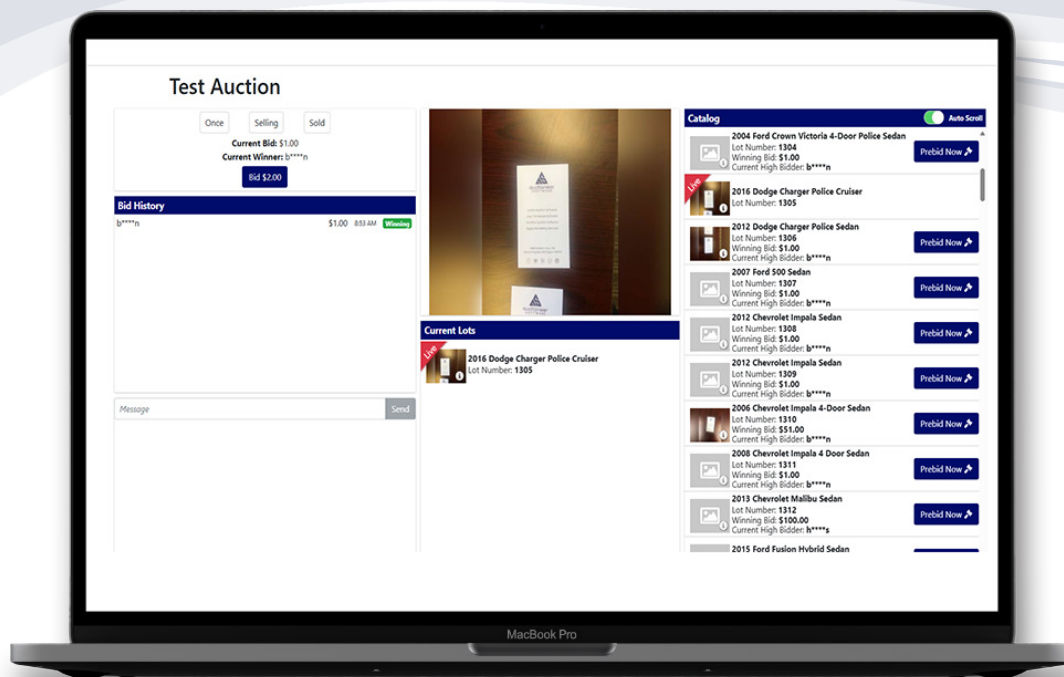 Test Auction
Once
Selling
Sold
Current Bid: $1.00
Current Winner: b****n
Bid $2.00
Bid History
b****n $1.00 8:53 AM Winning
Message
Send
Current Lots
Live
2016 Dodge Charger Police Cruiser
Lot Number: 1305
Catalog
Auto Scroll
2004 Ford Crown Victoria 4-Door Police Sedan
Lot Number: 1304
Winning Bid: $1.00
Current High Bidder: b****n
Prebid Now
Live
2016 Dodge Charger Police Cruiser
Lot Number: 1305
2012 Dodge Charger Police Sedan
Lot Number: 1306
Winning Bid: $1.00
Current High Bidder: b****n
Prebid Now
2007 Ford 500 Sedan
Lot Number: 1307
Winning Bid: $1.00
Current High Bidder: b****n
Prebid Now
2012 Chevrolet Impala Sedan
Lot Number: 1308
Winning Bid: $1.00
Current High Bidder: b****n
Prebid Now
2012 Chevrolet Impala Sedan
Lot Number: 1309
Winning Bid: $1.00
Current High Bidder: b****n
Prebid Now
2006 Chevrolet Impala 4-Door Sedan
Lot Number: 1310
Winning Bid: $51.00
Current High Bidder: b****n
Prebid Now
2008 Chevrolet Impala 4 Door Sedan
Lot Number: 1311
Winning Bid: $1.00
Current High Bidder: b****n
Prebid Now
2013 Chevrolet Malibu Sedan
Lot Number: 1312
Winning Bid: $100.00
Current High Bidder: h****s
Prebid Now
2015 Ford Fusion Hybrid Sedan
MacBook Pro